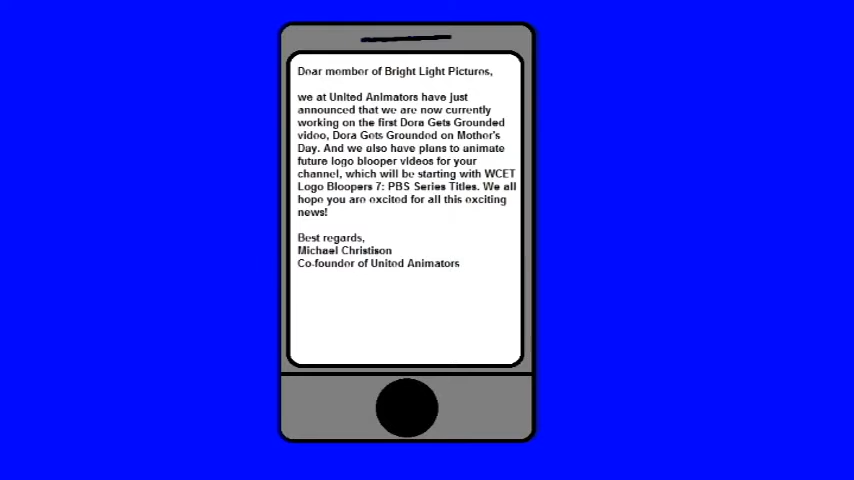 Dear member of Bright Light Pictures,
we at United Animators have just
announced that we are now currently
working on the first Dora Gets Grounded
video, Dora Gets Grounded on Mother's
Day. And we also have plans to animate
future logo blooper videos for your
channel, which will be starting with WCET
Logo Bloopers 7: PBS Series Titles. We all
hope you are excited for all this exciting
news!
Best regards,
Michael Christison
Co-founder of United Animators